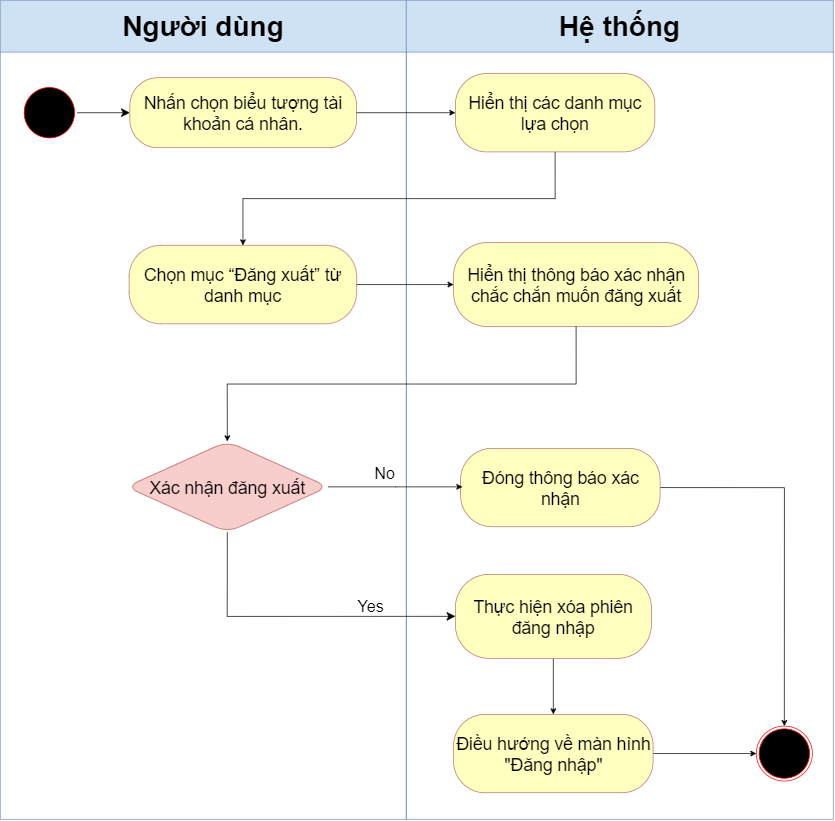 Người dùng
Hệ thống
Nhấn chọn biểu tượng tài
khoản cá nhân.
Hiển thị các danh mục
lựa chọn
Chọn mục “Đăng xuất” từ
danh mục
Hiển thị thông báo xác nhận
chắc chắn muốn đăng xuất
Xác nhận đăng xuất
No
Đóng thông báo xác
nhận
Yes
Thực hiện xóa phiên
đăng nhập
Điều hướng về màn hình
"Đăng nhập"